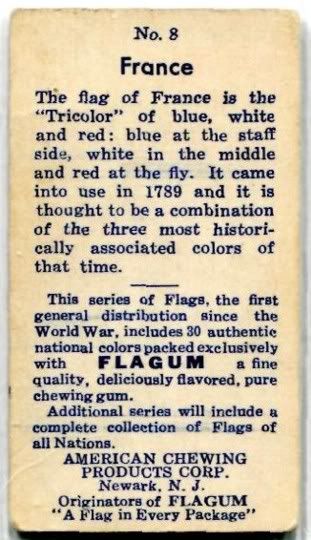 No. 8
France
The flag of France is the
"Tricolor" of blue, white
and red: blue at the staff
side, white in the middle
and red at the fly. It came
into use in 1789 and it is
thought to be a combination
of the three most histori-
cally associated colors of
that time.
This series of Flags, the first
general distribution since the
World War, includes 30 authentic
national colors packed exclusively
with FLAGUM a fine
quality, deliciously flavored, pure
chewing gum.
Additional series will include a
complete collection of Flags of
all Nations.
AMERICAN CHEWING
PRODUCTS CORP.
Newark, N. J.
Originators of FLAGUM
"A Flag in Every Package"